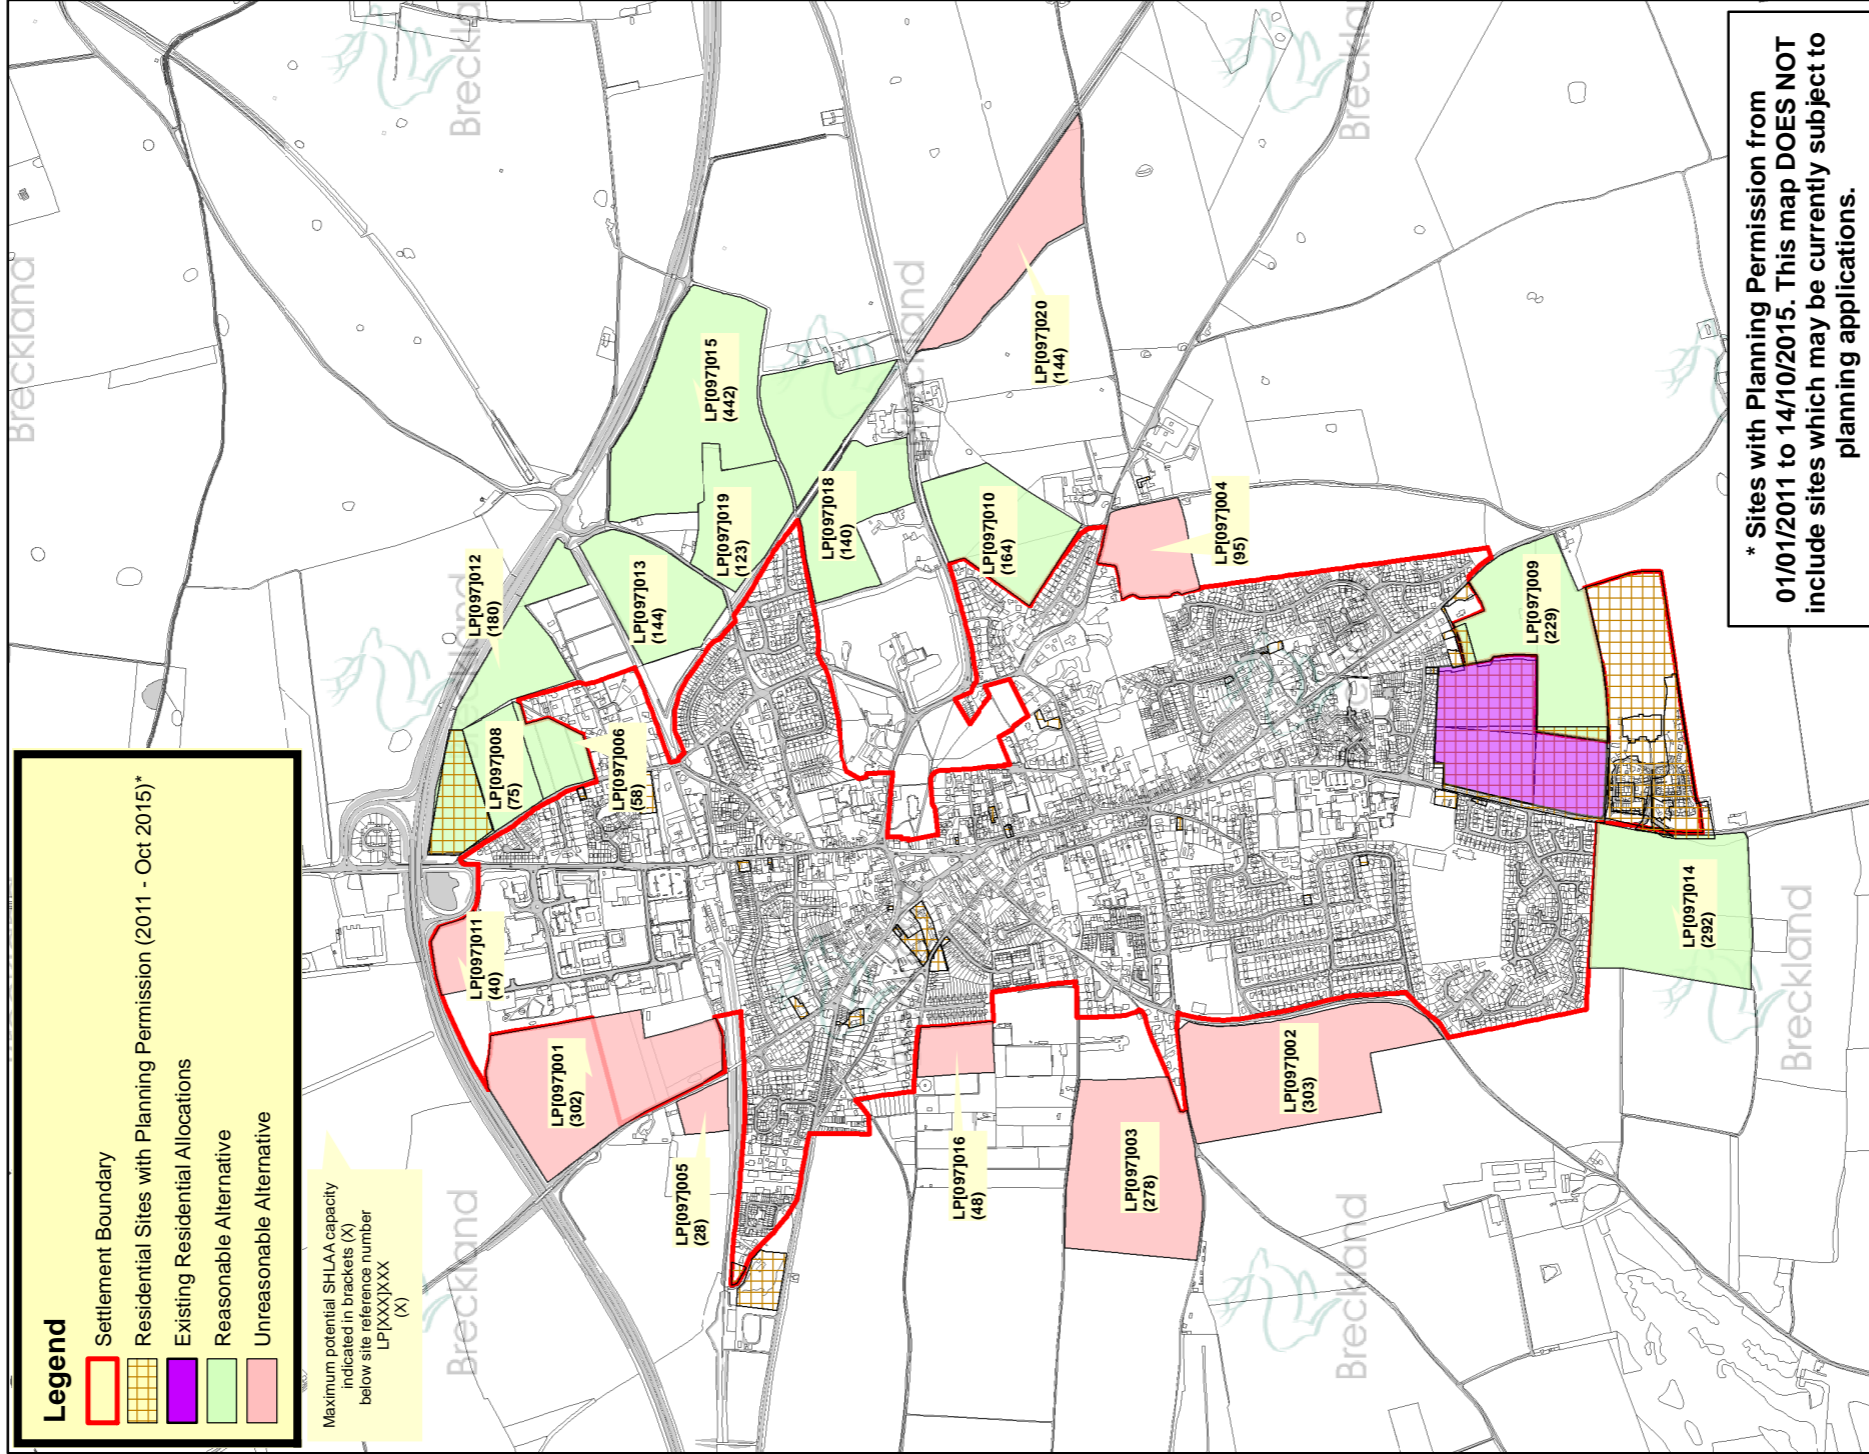 Legend
Settlement Boundary
Residential Sites with Planning Permission (2011 - Oct 2015)*
Existing Residential Allocations
Reasonable Alternative
Unreasonable Alternative
Maximum potential SHLAA capacity
indicated in brackets (X)
below site reference number
LP[XXX]XXX
(X)
LP[097]011
(40)
LP[097]001
(302)
LP[097]005
(28)
LP[097]016
(48)
LP[097]003
(278)
LP[097]002
(303)
LP[097]014
(292)
LP[097]008
(75)
LP[097]006
(58)
LP[097]012
(180)
LP[097]013
(144)
LP[097]019
(123)
LP[097]015
(442)
LP[097]018
(140)
LP[097]010
(164)
LP[097]020
(144)
LP[097]004
(95)
LP[097]009
(229)
* Sites with Planning Permission from
01/01/2011 to 14/10/2015. This map DOES NOT
include sites which may be currently subject to
planning applications.
Breckland
Breckland
Breckland
Breckland
Breckla
Breckla